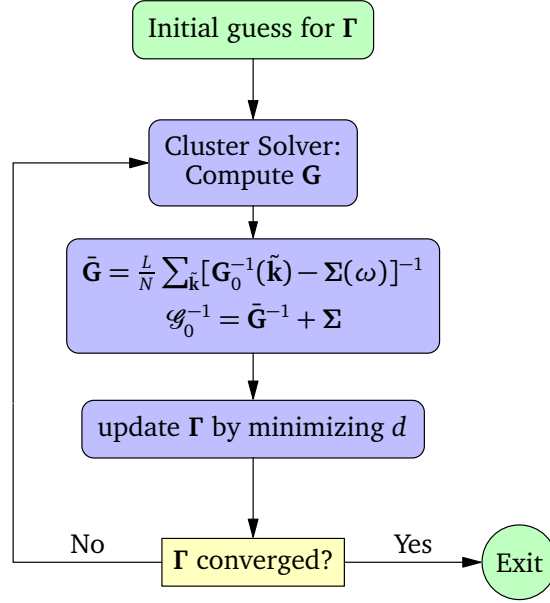 Initial guess for Γ
Cluster Solver:
Compute G
Ḡ = L/N ∑_k̃[G₀⁻¹(k̃) − Σ(ω)]⁻¹
𝒢₀⁻¹ = Ḡ⁻¹ + Σ
update Γ by minimizing d
No
Γ converged?
Yes
Exit